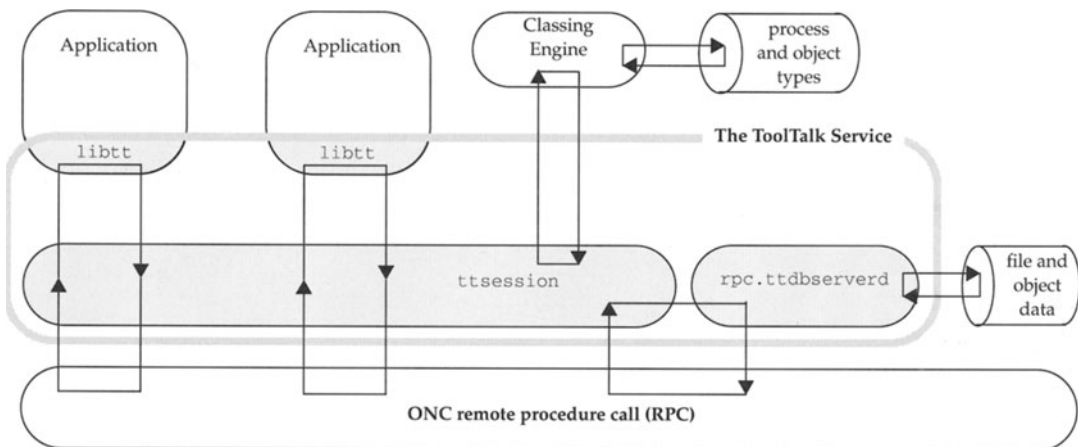 Application
Application
Classing
Engine
process
and object
types
The ToolTalk Service
libtt
libtt
ttsession
rpc.ttdbserverd
file and
object
data
ONC remote procedure call (RPC)